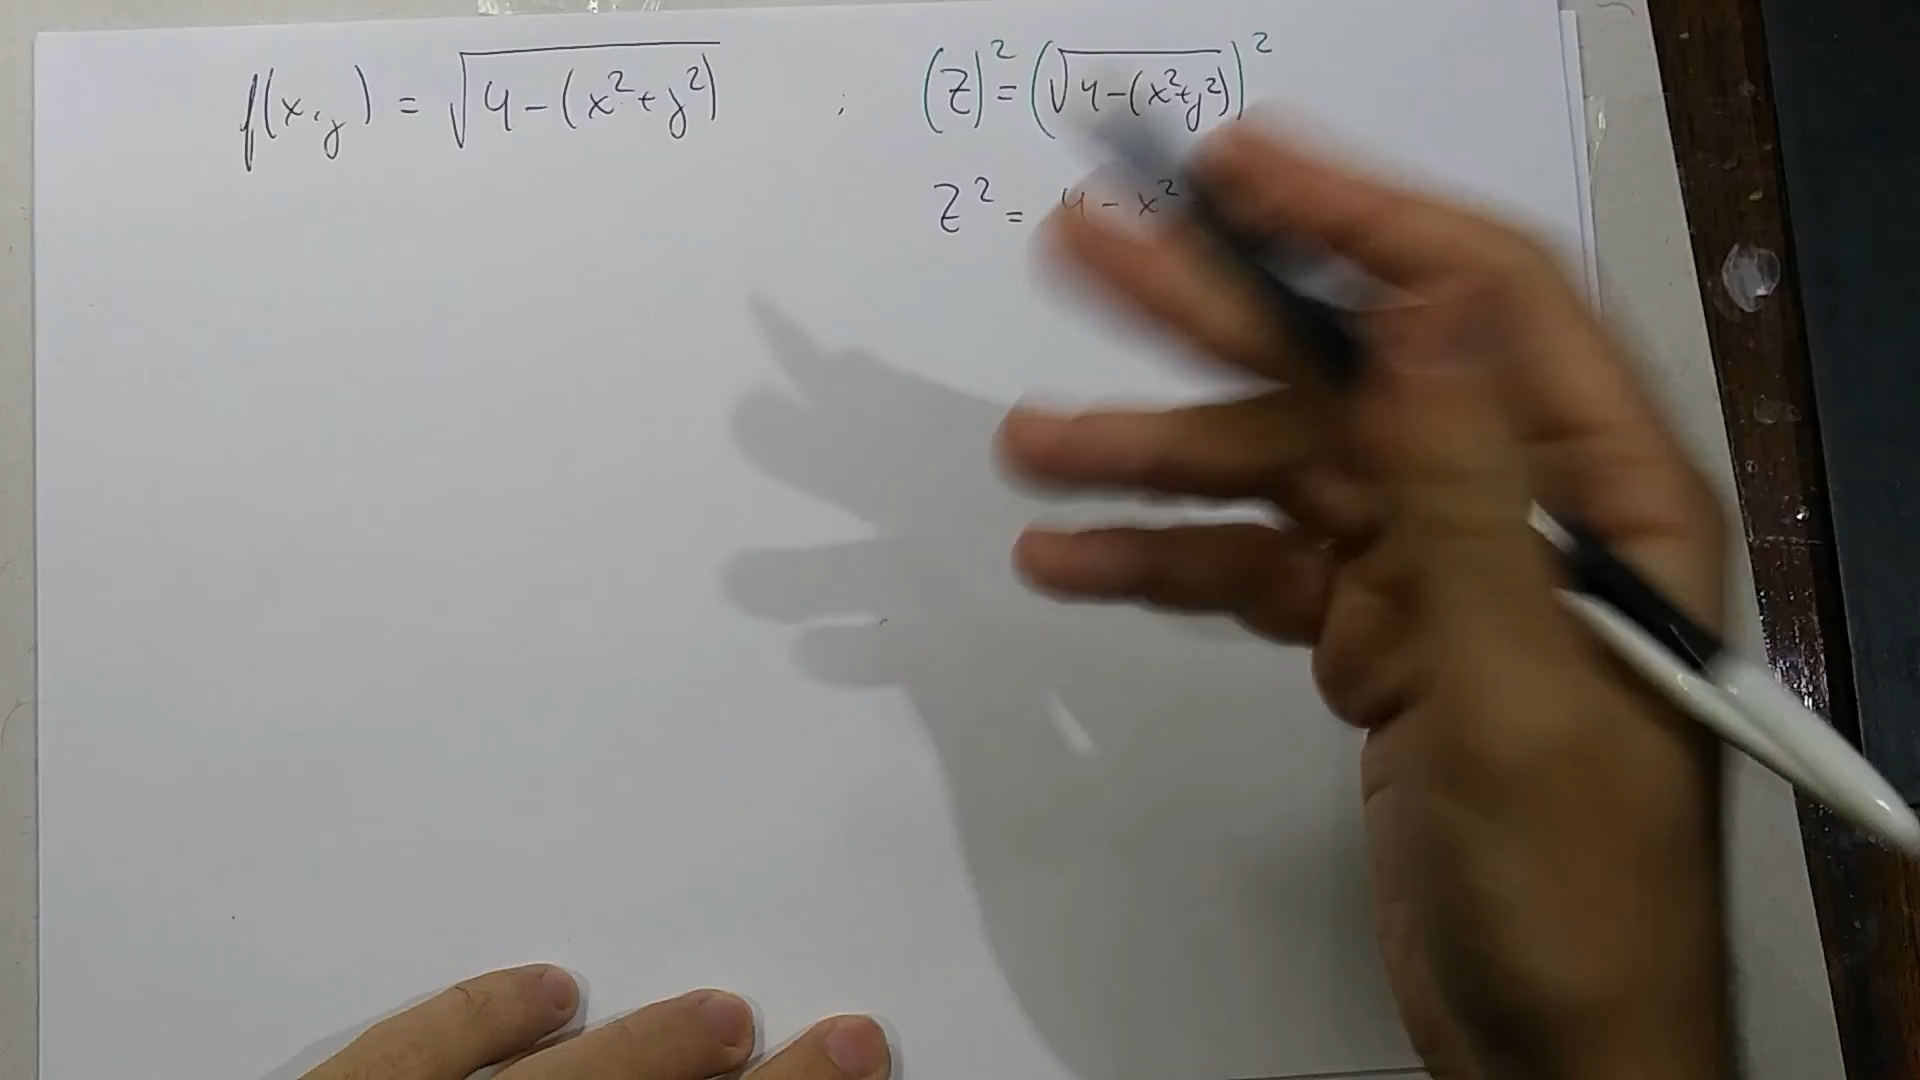 f(x,y) = √4-(x²+y²) ; (Z)² = (√4-(x²+y²))²
Z² = 4 - x²